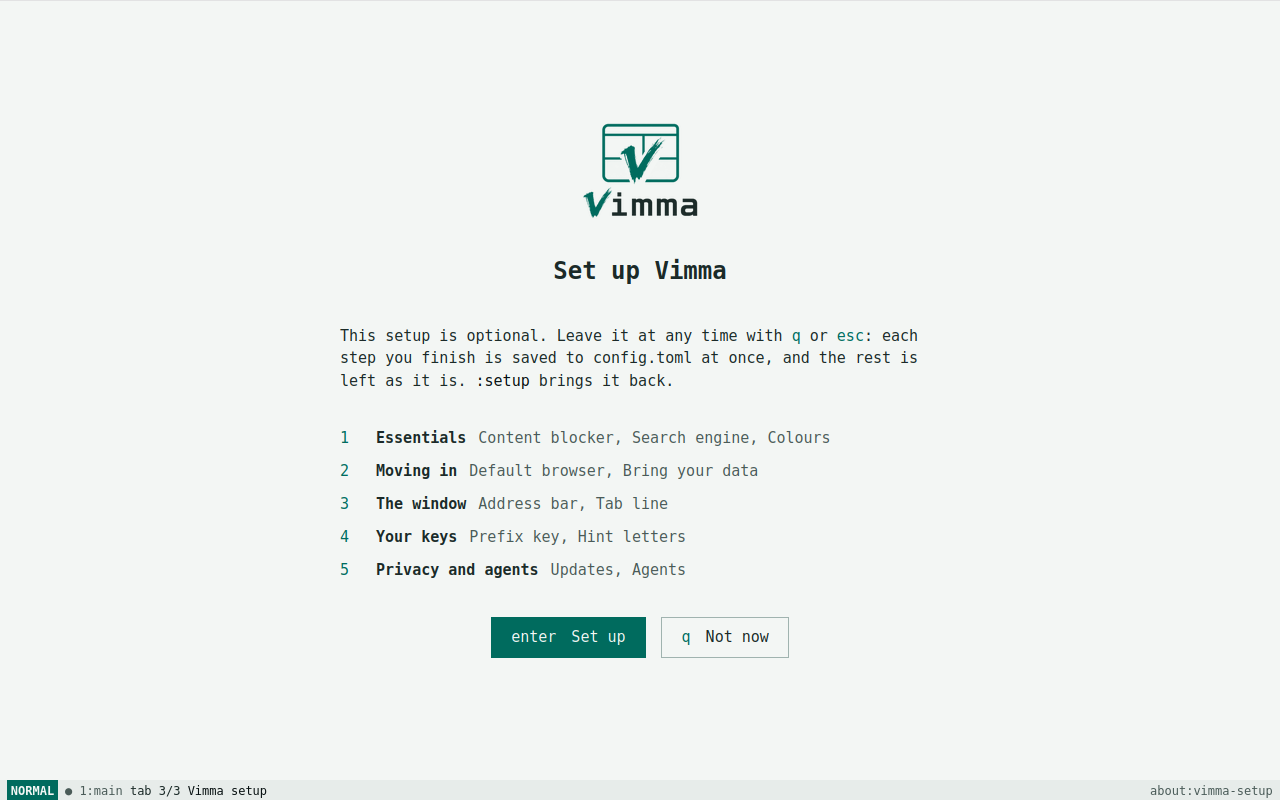 Vimma
Set up Vimma
This setup is optional. Leave it at any time with q or esc: each
step you finish is saved to config.toml at once, and the rest is
left as it is. :setup brings it back.
1 Essentials Content blocker, Search engine, Colours
2 Moving in Default browser, Bring your data
3 The window Address bar, Tab line
4 Your keys Prefix key, Hint letters
5 Privacy and agents Updates, Agents
enter Set up q Not now
NORMAL ● 1:main tab 3/3 Vimma setup about:vimma-setup